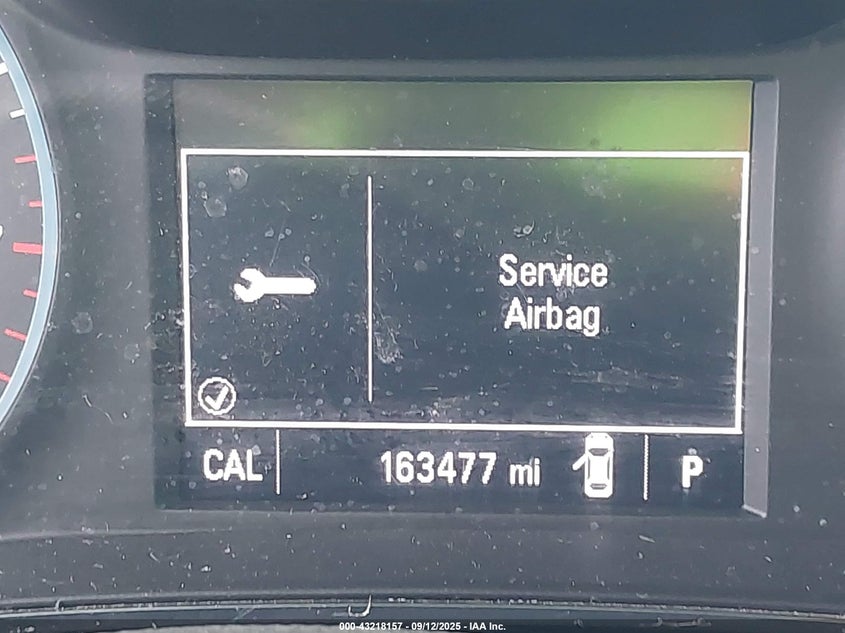 Service
Airbag
CAL
163477 mi
P
000-43218157 - 09/12/2025 - IAA Inc.